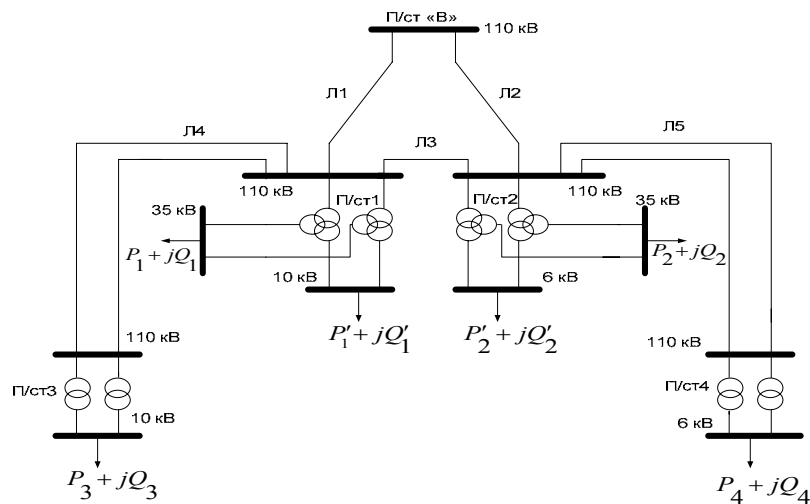 П/ст «В»
110 кВ
Л1
Л2
Л4
Л3
Л5
110 кВ
110 кВ
П/ст1
П/ст2
35 кВ
35 кВ
P₁ + jQ₁
P₂ + jQ₂
10 кВ
6 кВ
P′₁ + jQ′₁
P′₂ + jQ′₂
110 кВ
110 кВ
П/ст3
П/ст4
10 кВ
6 кВ
P₃ + jQ₃
P₄ + jQ₄